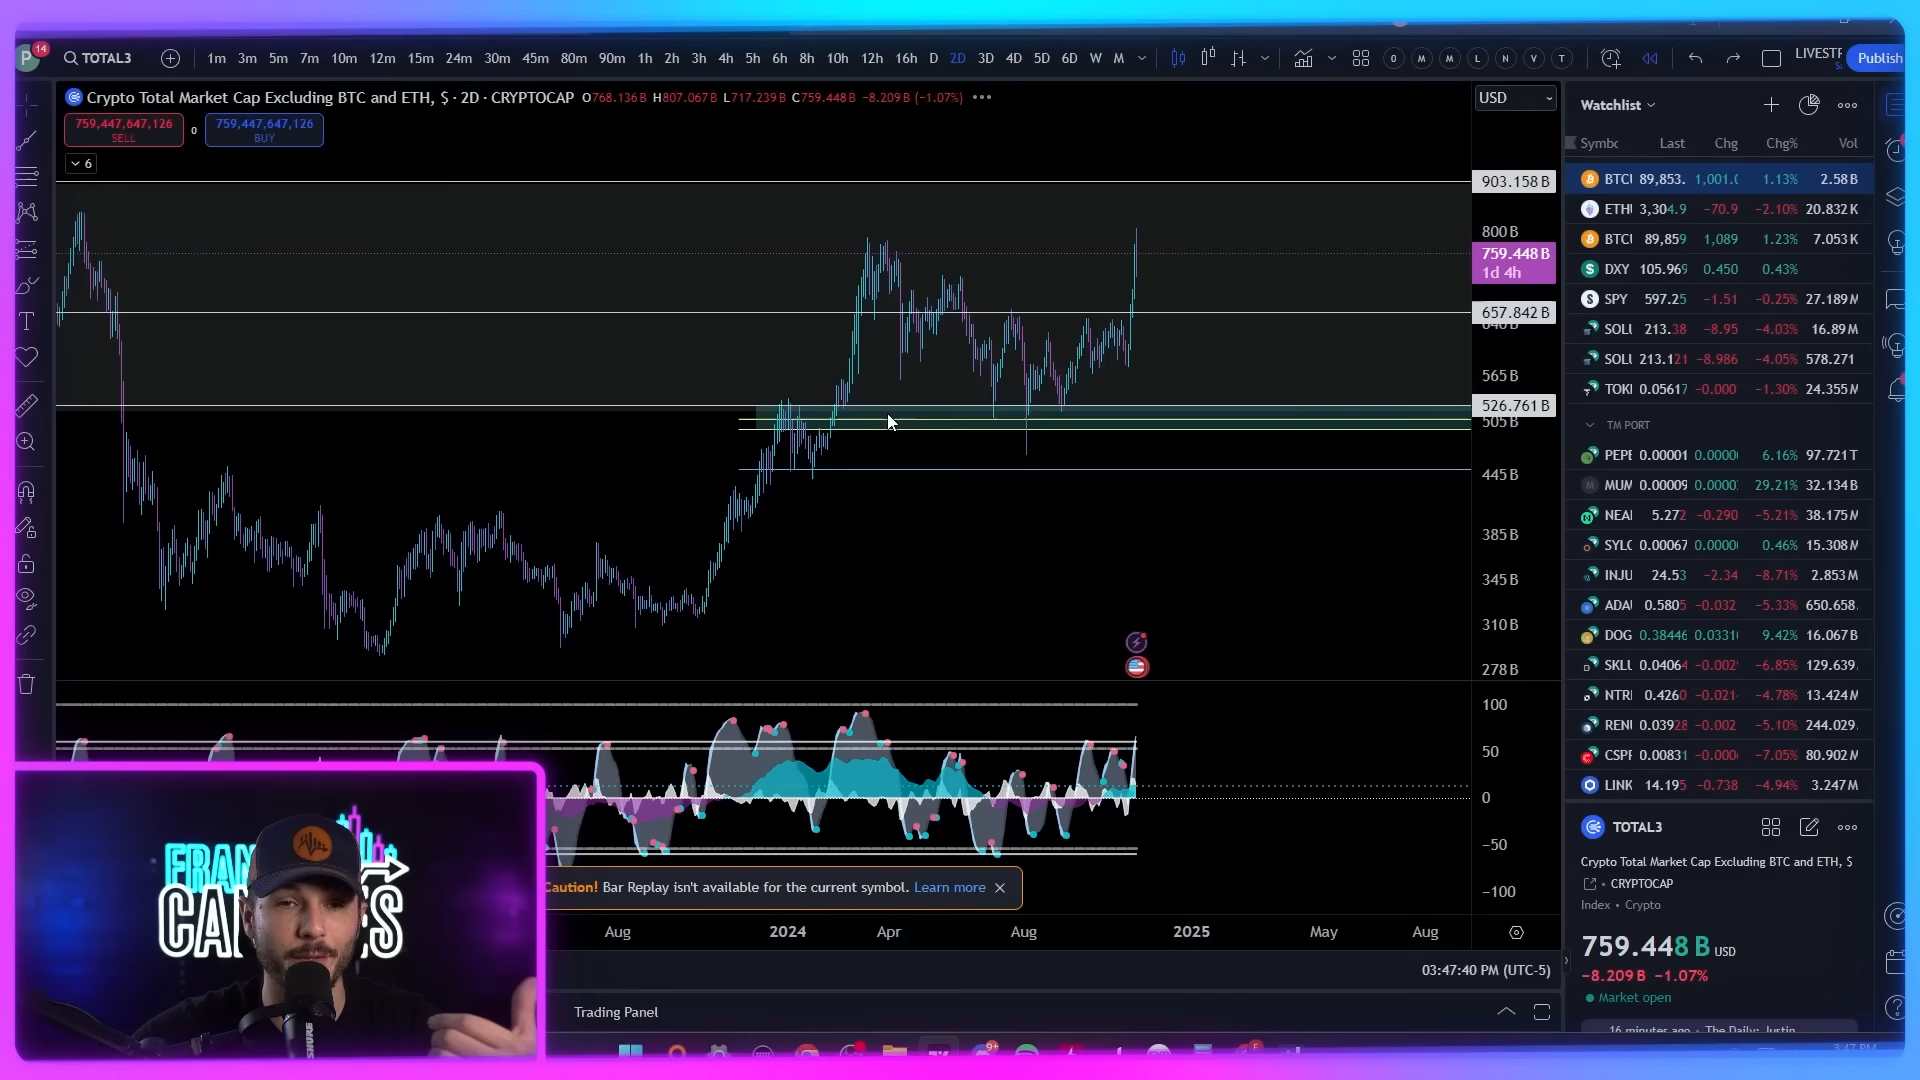 P
14
TOTAL3
1m 3m 5m 7m 10m 12m 15m 24m 30m 45m 80m 90m 1h 2h 3h 4h 5h 6h 8h 10h 12h 16h D 2D 3D 4D 5D 6D W M
O M M L N V T
Publish
Crypto Total Market Cap Excluding BTC and ETH, $ · 2D · CRYPTOCAP O768.136B H807.067B L717.239B C759.448B −8.209B (−1.07%)
759,447,647,126
SELL
0
759,447,647,126
BUY
6
USD
903.158 B
800 B
759.448 B
1d 4h
657.842 B
565 B
526.761 B
505 B
445 B
385 B
345 B
310 B
278 B
100
50
0
−50
−100
Caution! Bar Replay isn't available for the current symbol. Learn more
Aug 2024 Apr Aug 2025 May Aug
03:47:40 PM (UTC-5)
Trading Panel
SHURE
Watchlist
Last Chg Chg% Vol
89,853. 1,001. 1.13% 2.58 B
3,304.9 −70.9 −2.10% 20.832 K
89,859 1,089 1.23% 7.053 K
DXY 105.969 0.450 0.43%
SPY 597.25 −1.51 −0.25% 27.189 M
213.38 −8.95 −4.03% 16.89 M
213.121 −8.986 −4.05% 578.271
0.05617 −0.000 −1.30% 24.355 M
TM PORT
PEPE 0.00001 0.0000 6.16% 97.721 T
0.00009 0.0000 29.21% 32.134 B
5.272 −0.290 −5.21% 38.175 M
0.00067 0.0000 0.46% 15.308 M
24.53 −2.34 −8.71% 2.853 M
0.5805 −0.032 −5.33% 650.658
DOG 0.38446 0.0331 9.42% 16.067 B
0.04064 −0.002 −6.85% 129.639
0.4260 −0.021 −4.78% 13.424 M
0.03928 −0.002 −5.10% 244.029
0.00831 −0.000 −7.05% 80.902 M
LINK 14.195 −0.738 −4.94% 3.247 M
TOTAL3
Crypto Total Market Cap Excluding BTC and ETH, $
• CRYPTOCAP
Index • Crypto
759.448 B USD
−8.209 B −1.07%
Market open
16 minutes ago • The Daily: Justin